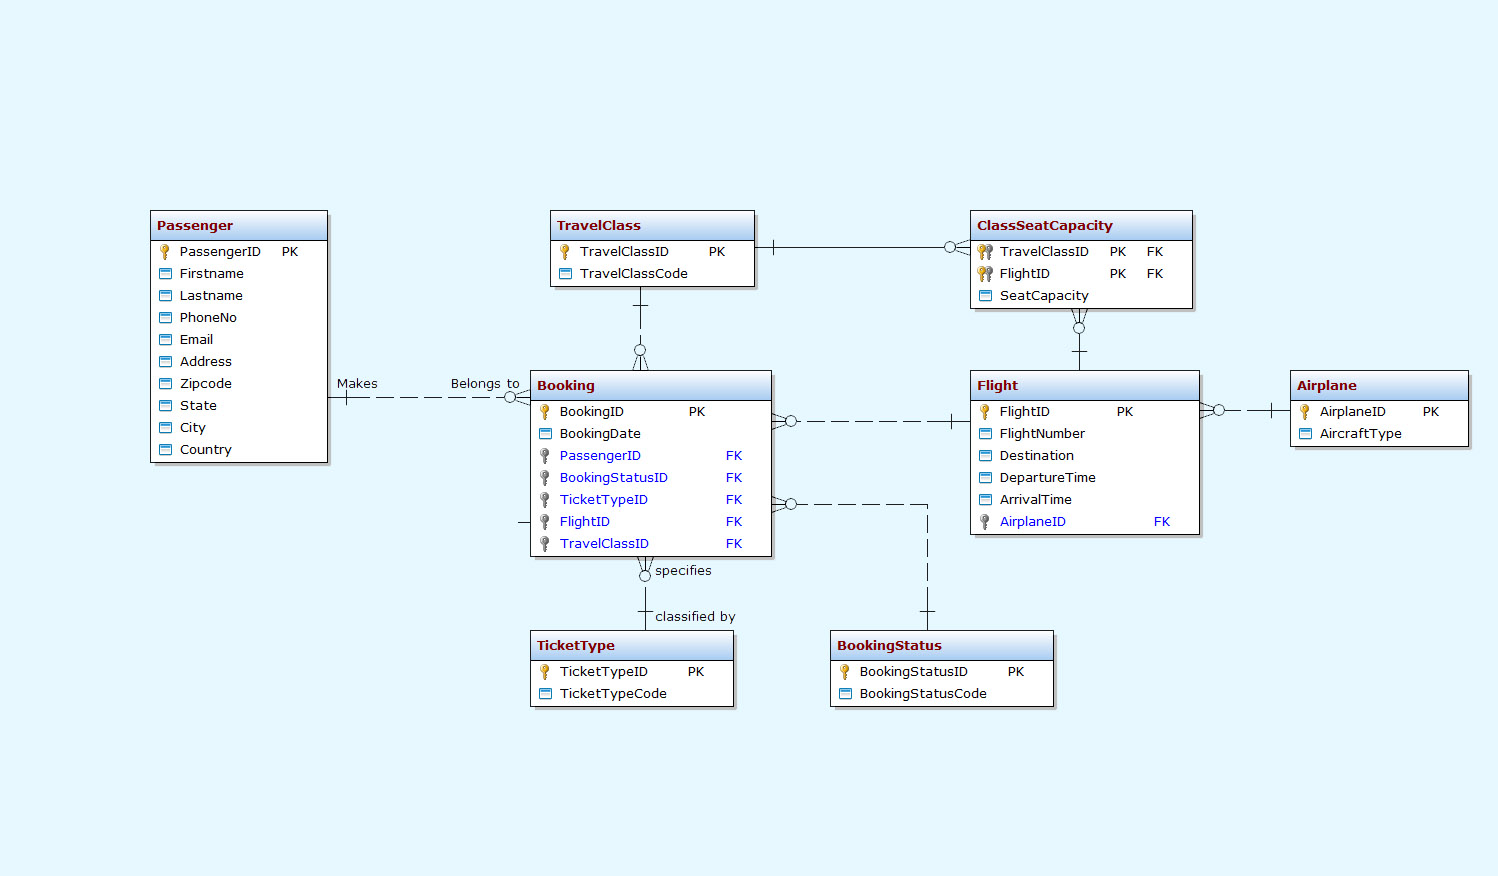 Passenger
PassengerID PK
Firstname
Lastname
PhoneNo
Email
Address
Zipcode
State
City
Country
TravelClass
TravelClassID PK
TravelClassCode
ClassSeatCapacity
TravelClassID PK FK
FlightID PK FK
SeatCapacity
Makes
Belongs to
Booking
BookingID PK
BookingDate
PassengerID FK
BookingStatusID FK
TicketTypeID FK
FlightID FK
TravelClassID FK
Flight
FlightID PK
FlightNumber
Destination
DepartureTime
ArrivalTime
AirplaneID FK
Airplane
AirplaneID PK
AircraftType
specifies
classified by
TicketType
TicketTypeID PK
TicketTypeCode
BookingStatus
BookingStatusID PK
BookingStatusCode